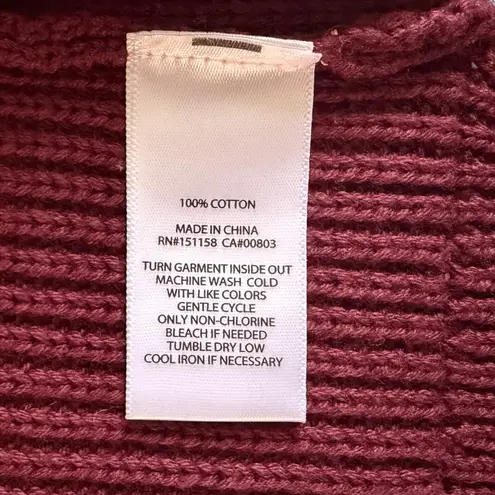 100% COTTON
MADE IN CHINA
RN#151158 CA#00803
TURN GARMENT INSIDE OUT
MACHINE WASH COLD
WITH LIKE COLORS
GENTLE CYCLE
ONLY NON-CHLORINE
BLEACH IF NEEDED
TUMBLE DRY LOW
COOL IRON IF NECESSARY